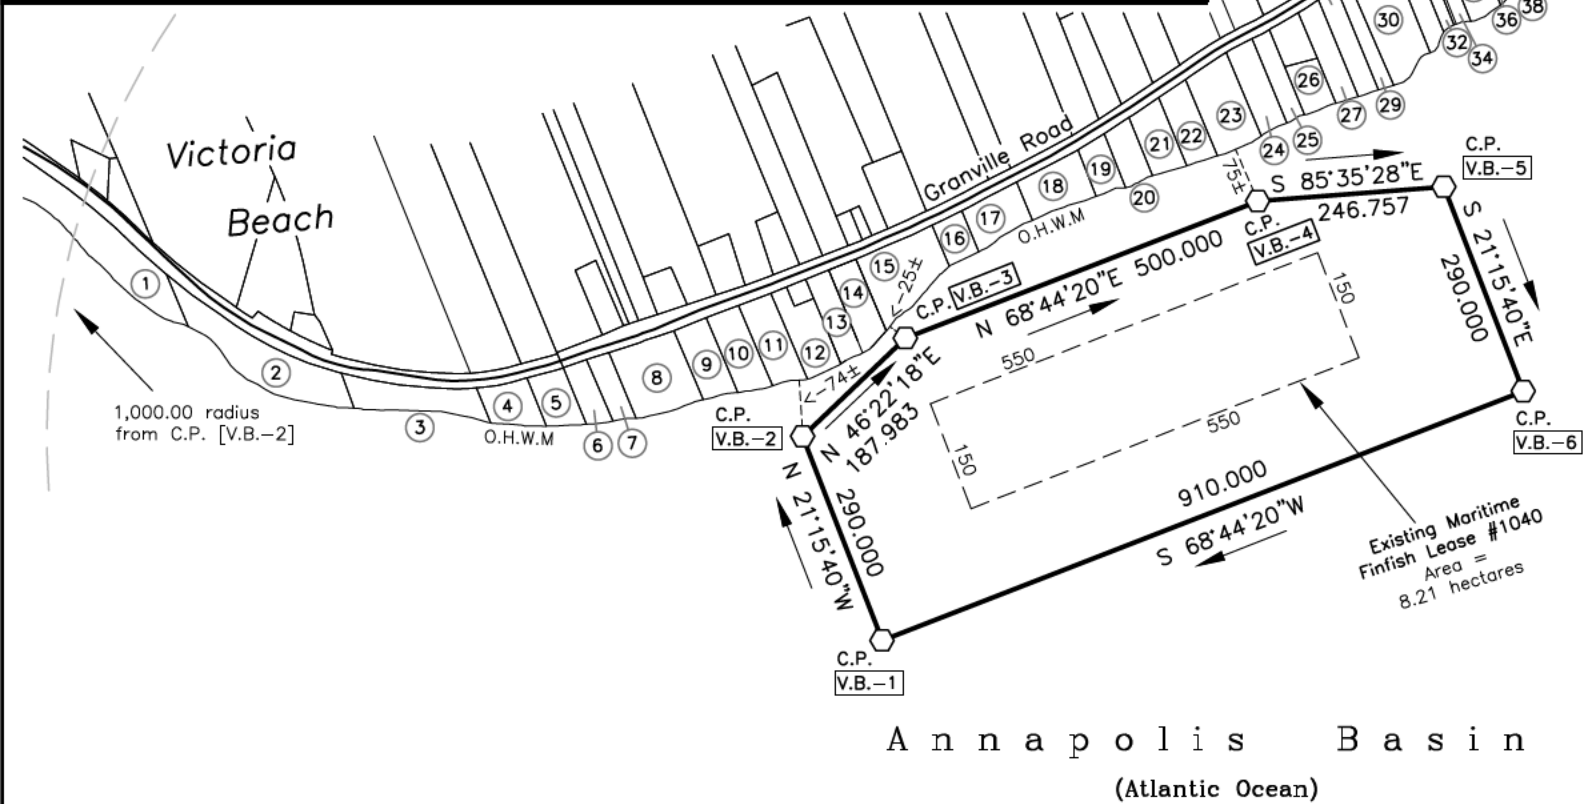 30
32
34
36
38
Victoria
Beach
Granville Road
26
23
27
29
24
25
22
21
20
19
18
17
16
15
14
13
12
11
10
9
8
7
6
5
4
3
2
1
O.H.W.M
O.H.W.M
1,000.00 radius
from C.P. [V.B.-2]
75±
<-25±
<-74±
C.P.
V.B.-5
S 85°35'28"E
246.757
C.P.
V.B.-4
C.P. V.B.-3
N 68°44'20"E 500.000
S 21°15'40"E
290.000
C.P.
V.B.-2
N 46°22'18"E
187.983
N 21°15'40"W
290.000
550
150
550
150
C.P.
V.B.-6
910.000
S 68°44'20"W
Existing Maritime
Finfish Lease #1040
Area =
8.21 hectares
C.P.
V.B.-1
Annapolis Basin
(Atlantic Ocean)